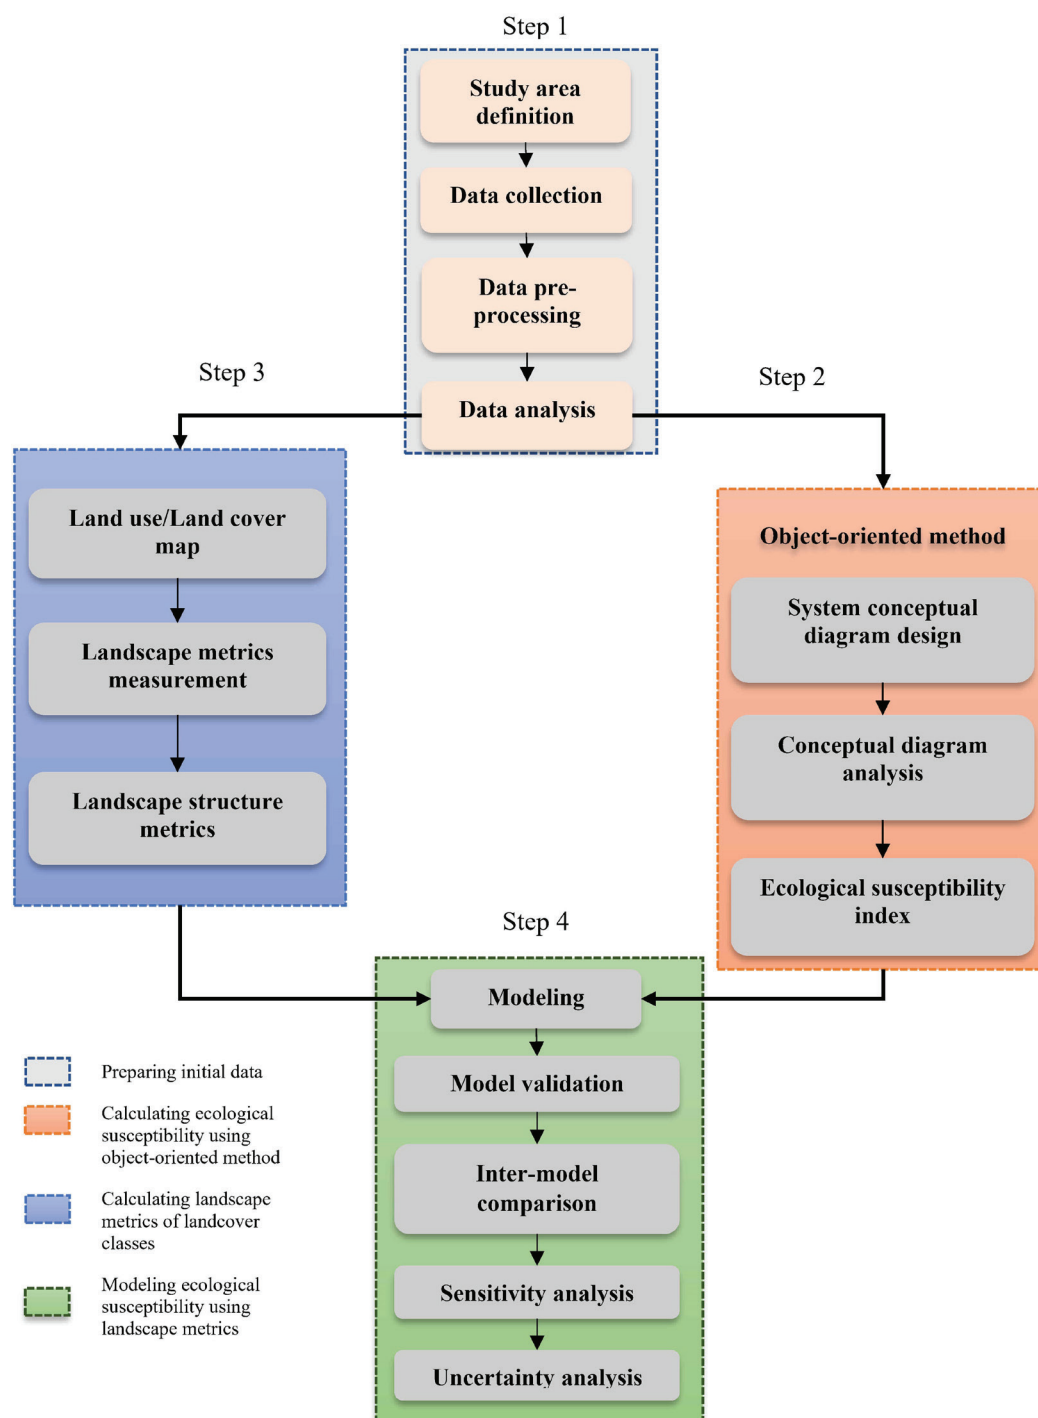 Step 1
Study area
definition
Data collection
Data pre-
processing
Data analysis
Step 3
Step 2
Land use/Land cover
map
Landscape metrics
measurement
Landscape structure
metrics
Object-oriented method
System conceptual
diagram design
Conceptual diagram
analysis
Ecological susceptibility
index
Step 4
Modeling
Model validation
Inter-model
comparison
Sensitivity analysis
Uncertainty analysis
Preparing initial data
Calculating ecological
susceptibility using
object-oriented method
Calculating landscape
metrics of landcover
classes
Modeling ecological
susceptibility using
landscape metrics